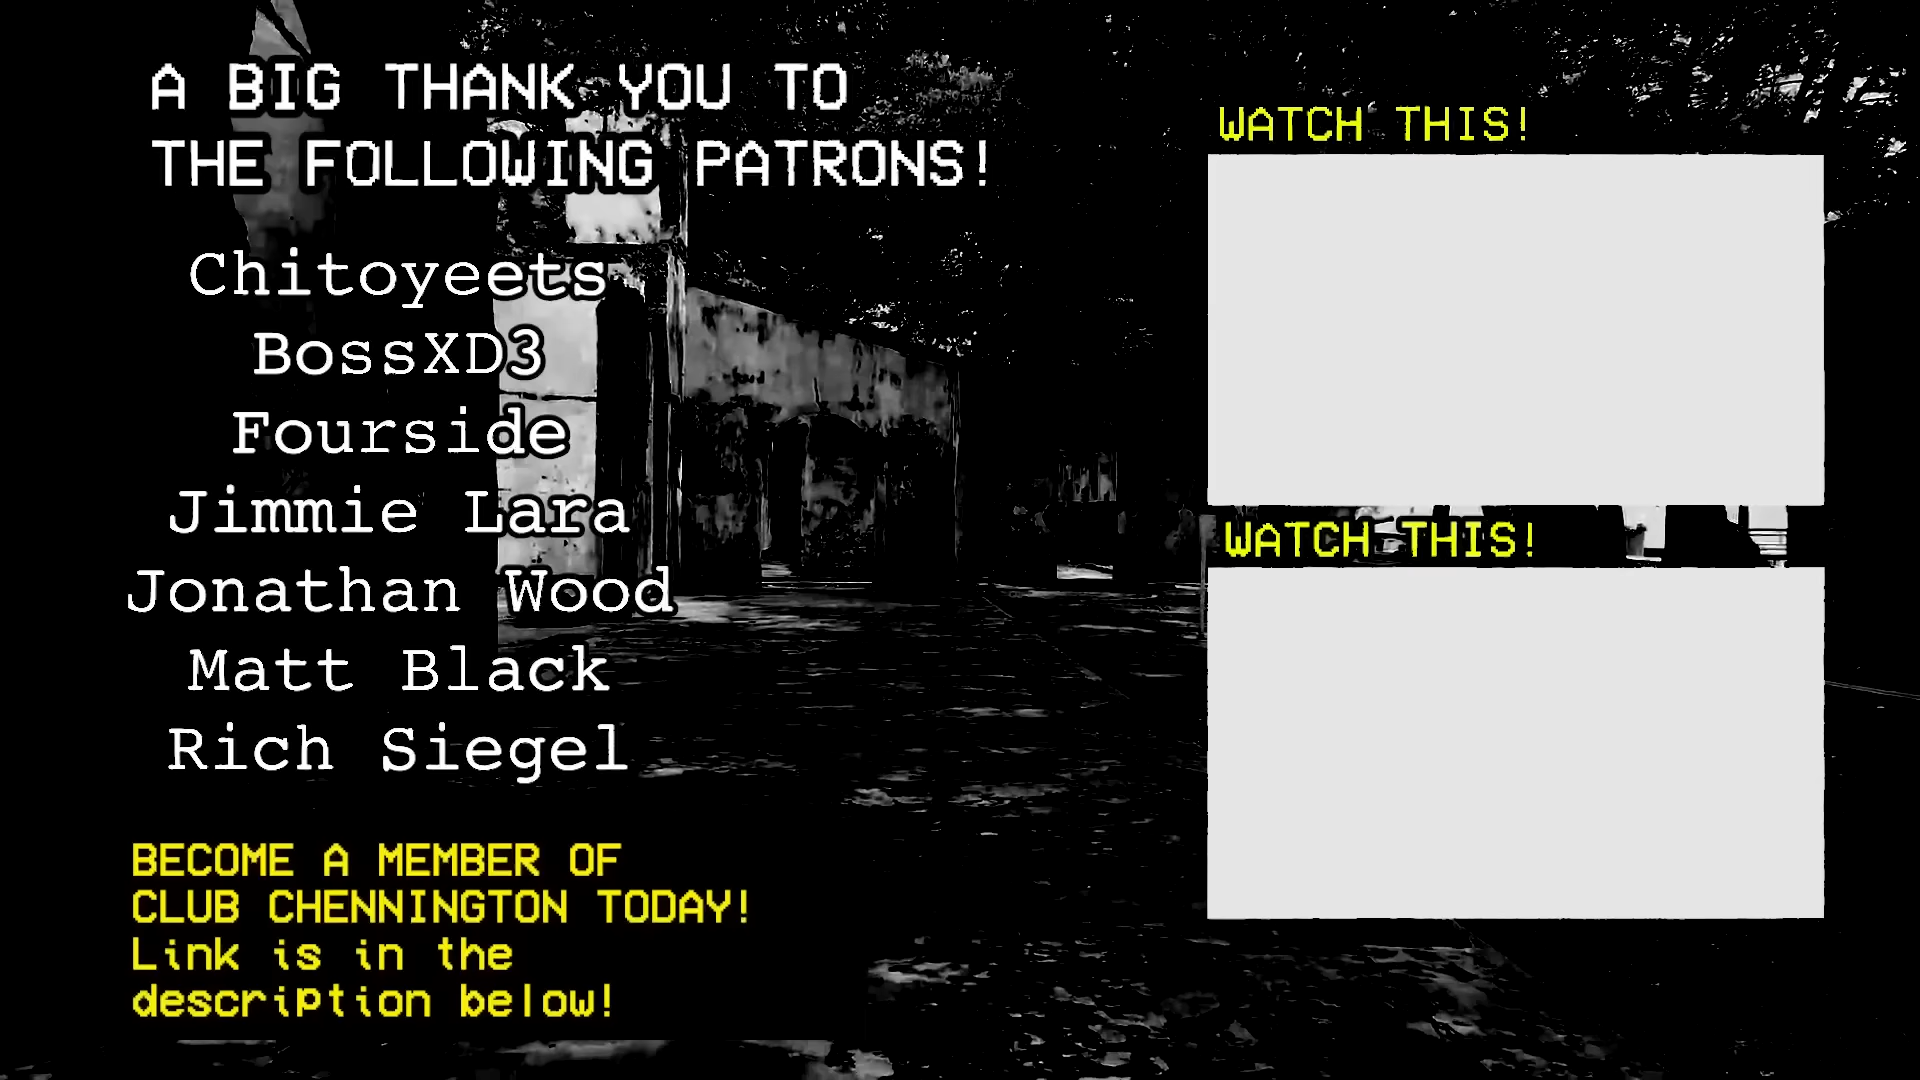 A BIG THANK YOU TO
THE FOLLOWING PATRONS!
Chitoyeets
BossXD3
Fourside
Jimmie Lara
Jonathan Wood
Matt Black
Rich Siegel
BECOME A MEMBER OF
CLUB CHENNINGTON TODAY!
Link is in the
description below!
WATCH THIS!
WATCH THIS!